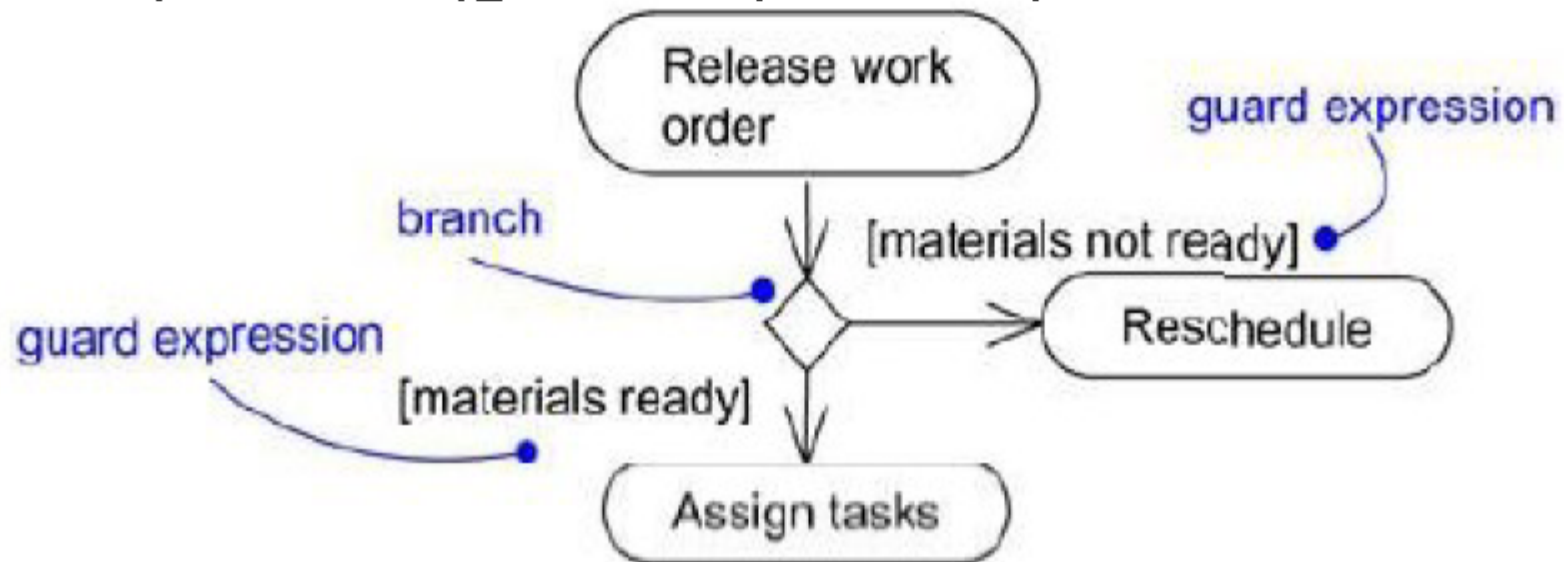 Release work
order
guard expression
branch
[materials not ready]
guard expression
Reschedule
[materials ready]
Assign tasks